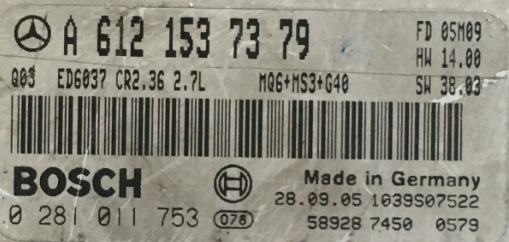 A 612 153 73 79
FD 05M09
HW 14.00
Q03 ED6037 CR2.36 2.7L MQ6+MS3+G40 SW 38.03
BOSCH
Made in Germany
28.09.05 1039S07522
0 281 011 753 076
58928 7450 0579